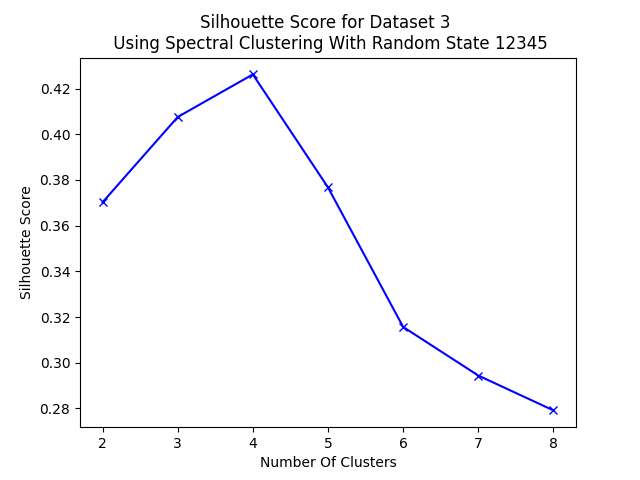 Silhouette Score for Dataset 3
Using Spectral Clustering With Random State 12345
Silhouette Score
0.42
0.40
0.38
0.36
0.34
0.32
0.30
0.28
2 3 4 5 6 7 8
Number Of Clusters